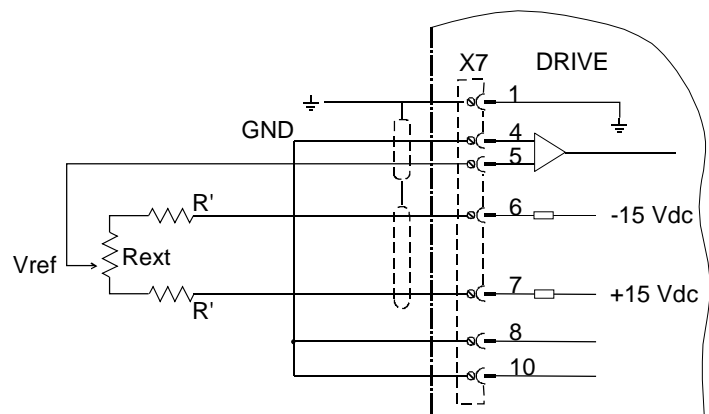 X7 DRIVE
1
GND 4
5
R' 6 -15 Vdc
Vref Rext
R' 7 +15 Vdc
8
10